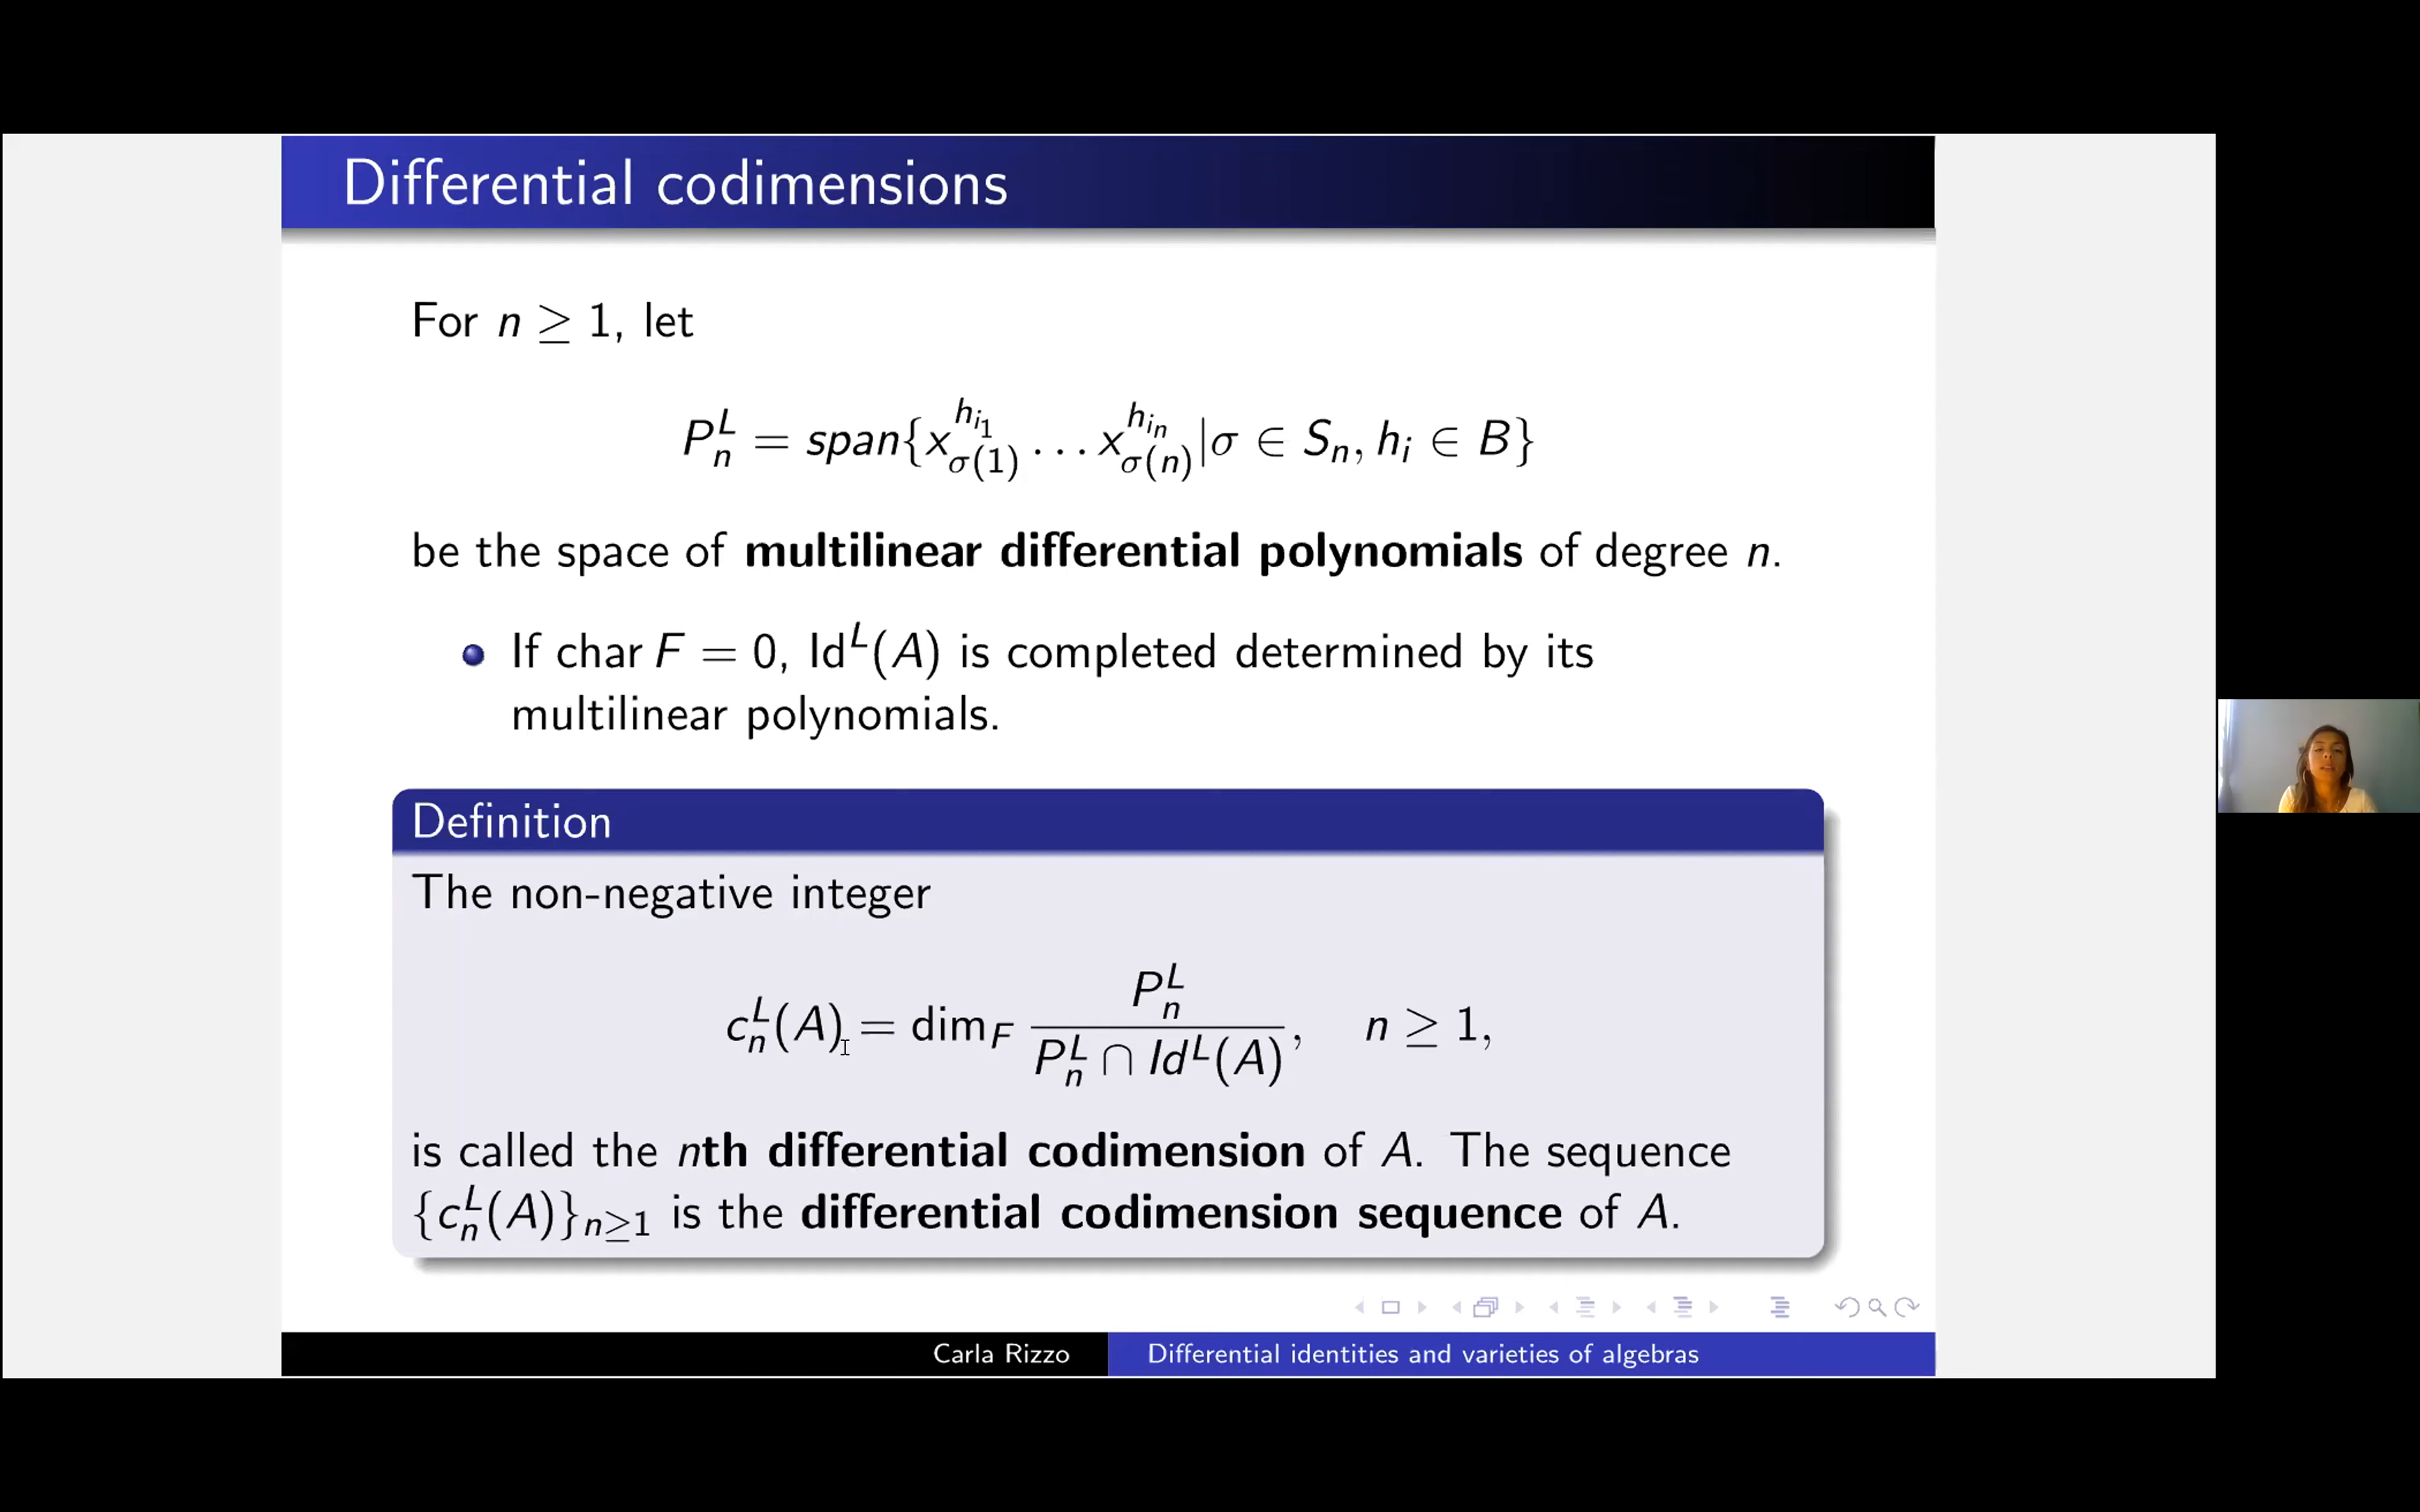 Differential codimensions
For n ≥ 1, let
P_n^L = span{x_{σ(1)}^{h_{i_1}} . . . x_{σ(n)}^{h_{i_n}} | σ ∈ S_n, h_i ∈ B}
be the space of multilinear differential polynomials of degree n.
If char F = 0, Id^L(A) is completed determined by its
multilinear polynomials.
Definition
The non-negative integer
c_n^L(A) = dim_F P_n^L / (P_n^L ∩ Id^L(A)), n ≥ 1,
is called the nth differential codimension of A. The sequence
{c_n^L(A)}_{n≥1} is the differential codimension sequence of A.
Carla Rizzo
Differential identities and varieties of algebras